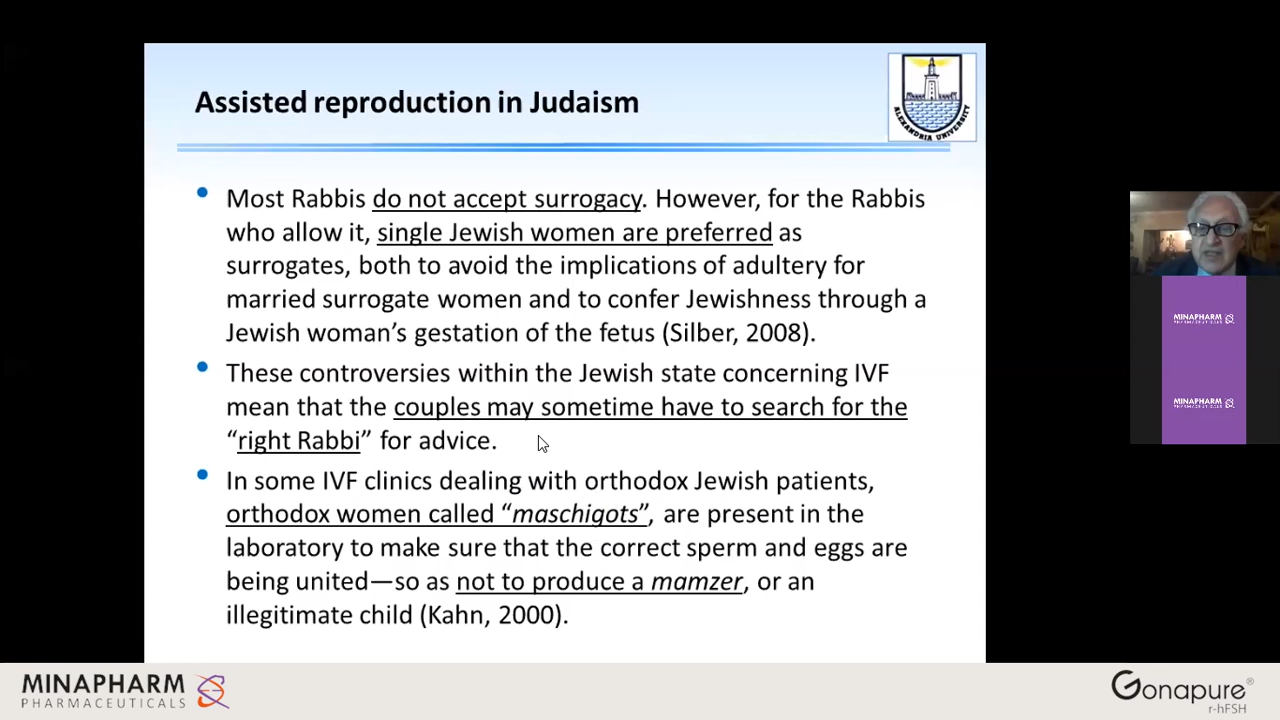 Assisted reproduction in Judaism
ALEXANDRIA UNIVERSITY
• Most Rabbis do not accept surrogacy. However, for the Rabbis
who allow it, single Jewish women are preferred as
surrogates, both to avoid the implications of adultery for
married surrogate women and to confer Jewishness through a
Jewish woman’s gestation of the fetus (Silber, 2008).
• These controversies within the Jewish state concerning IVF
mean that the couples may sometime have to search for the
“right Rabbi” for advice.
• In some IVF clinics dealing with orthodox Jewish patients,
orthodox women called “maschigots”, are present in the
laboratory to make sure that the correct sperm and eggs are
being united—so as not to produce a mamzer, or an
illegitimate child (Kahn, 2000).
MINAPHARM
PHARMACEUTICALS
MINAPHARM
PHARMACEUTICALS
MINAPHARM
PHARMACEUTICALS
Gonapure®
r-hFSH